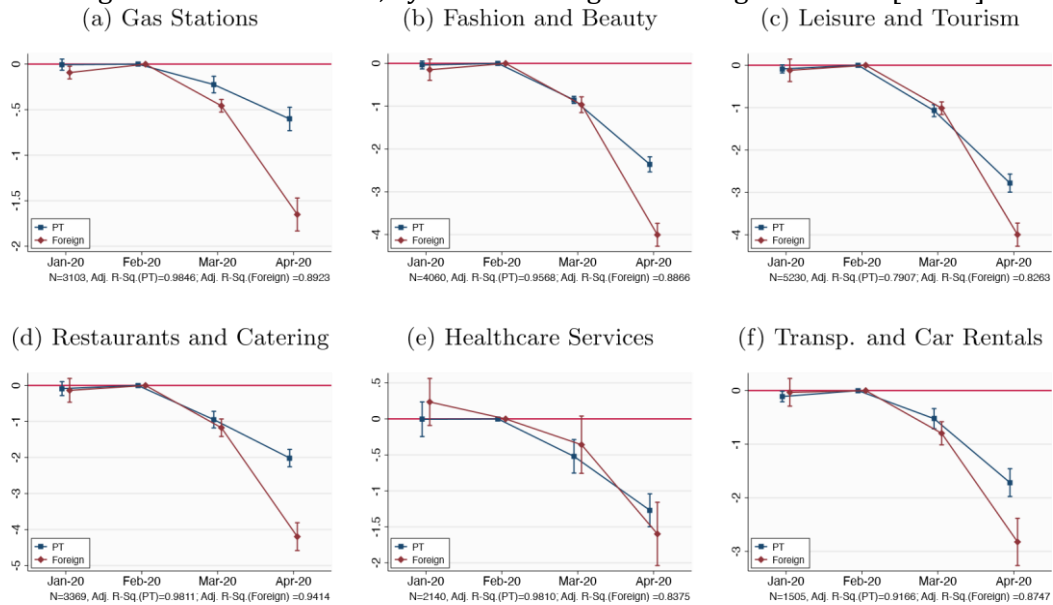 (a) Gas Stations
(b) Fashion and Beauty
(c) Leisure and Tourism
0
-.5
-1
-1.5
-2
PT
Foreign
Jan-20 Feb-20 Mar-20 Apr-20
N=3103, Adj. R-Sq.(PT)=0.9846; Adj. R-Sq.(Foreign) =0.8923
0
-1
-2
-3
-4
PT
Foreign
Jan-20 Feb-20 Mar-20 Apr-20
N=4060, Adj. R-Sq.(PT)=0.9568; Adj. R-Sq.(Foreign) =0.8866
0
-1
-2
-3
-4
PT
Foreign
Jan-20 Feb-20 Mar-20 Apr-20
N=5230, Adj. R-Sq.(PT)=0.7907; Adj. R-Sq.(Foreign) =0.8263
(d) Restaurants and Catering
(e) Healthcare Services
(f) Transp. and Car Rentals
0
-1
-2
-3
-4
-5
PT
Foreign
Jan-20 Feb-20 Mar-20 Apr-20
N=3369, Adj. R-Sq.(PT)=0.9811; Adj. R-Sq.(Foreign) =0.9414
.5
0
-.5
-1
-1.5
-2
PT
Foreign
Jan-20 Feb-20 Mar-20 Apr-20
N=2140, Adj. R-Sq.(PT)=0.9810; Adj. R-Sq.(Foreign) =0.8375
0
-1
-2
-3
PT
Foreign
Jan-20 Feb-20 Mar-20 Apr-20
N=1505, Adj. R-Sq.(PT)=0.9166; Adj. R-Sq.(Foreign) =0.8747